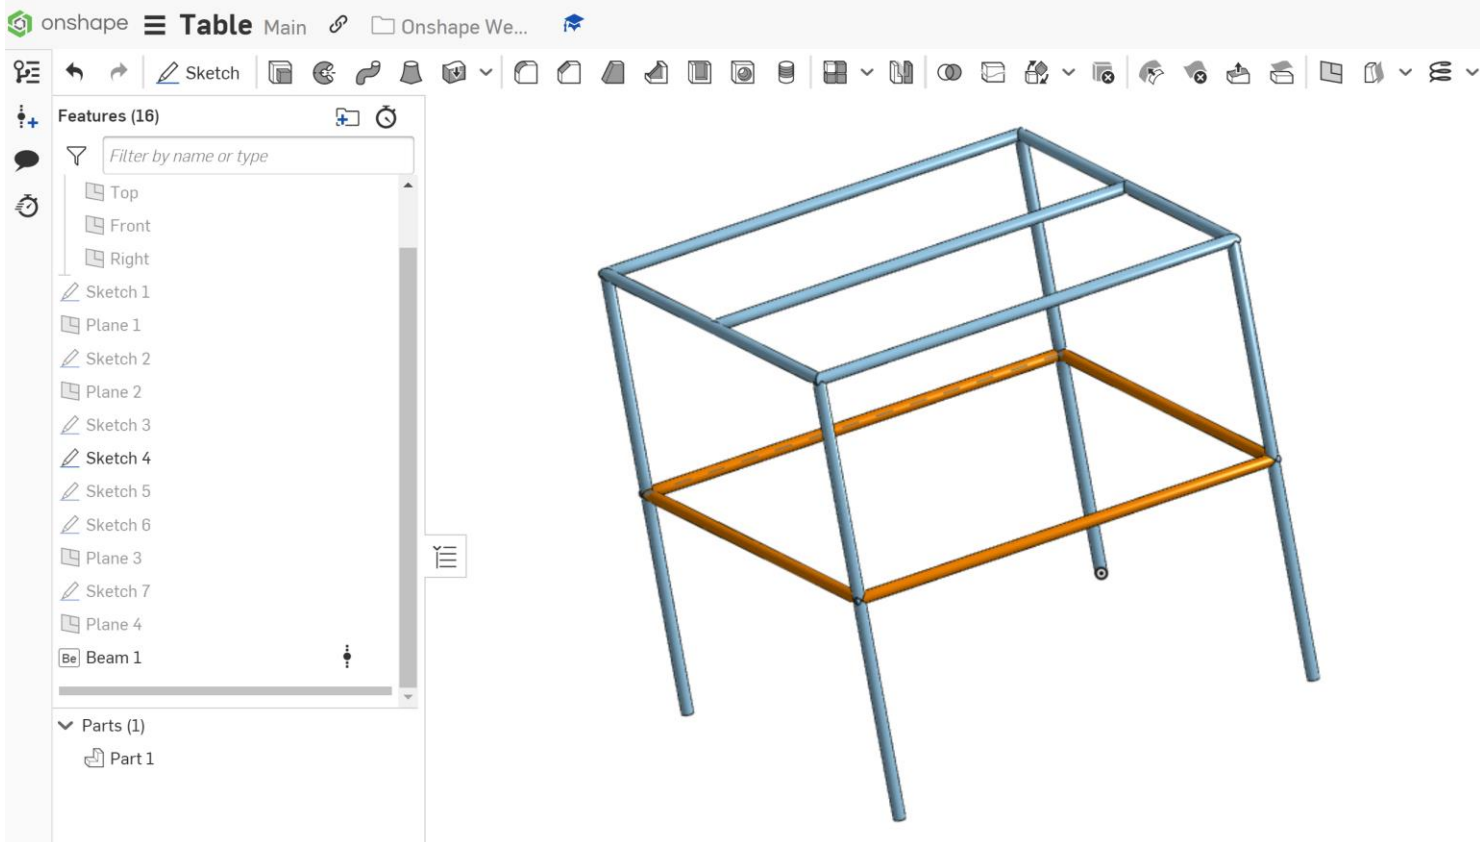 onshape Table Main Onshape We...
Sketch
Features (16)
Filter by name or type
Top
Front
Right
Sketch 1
Plane 1
Sketch 2
Plane 2
Sketch 3
Sketch 4
Sketch 5
Sketch 6
Plane 3
Sketch 7
Plane 4
Be Beam 1
Parts (1)
Part 1